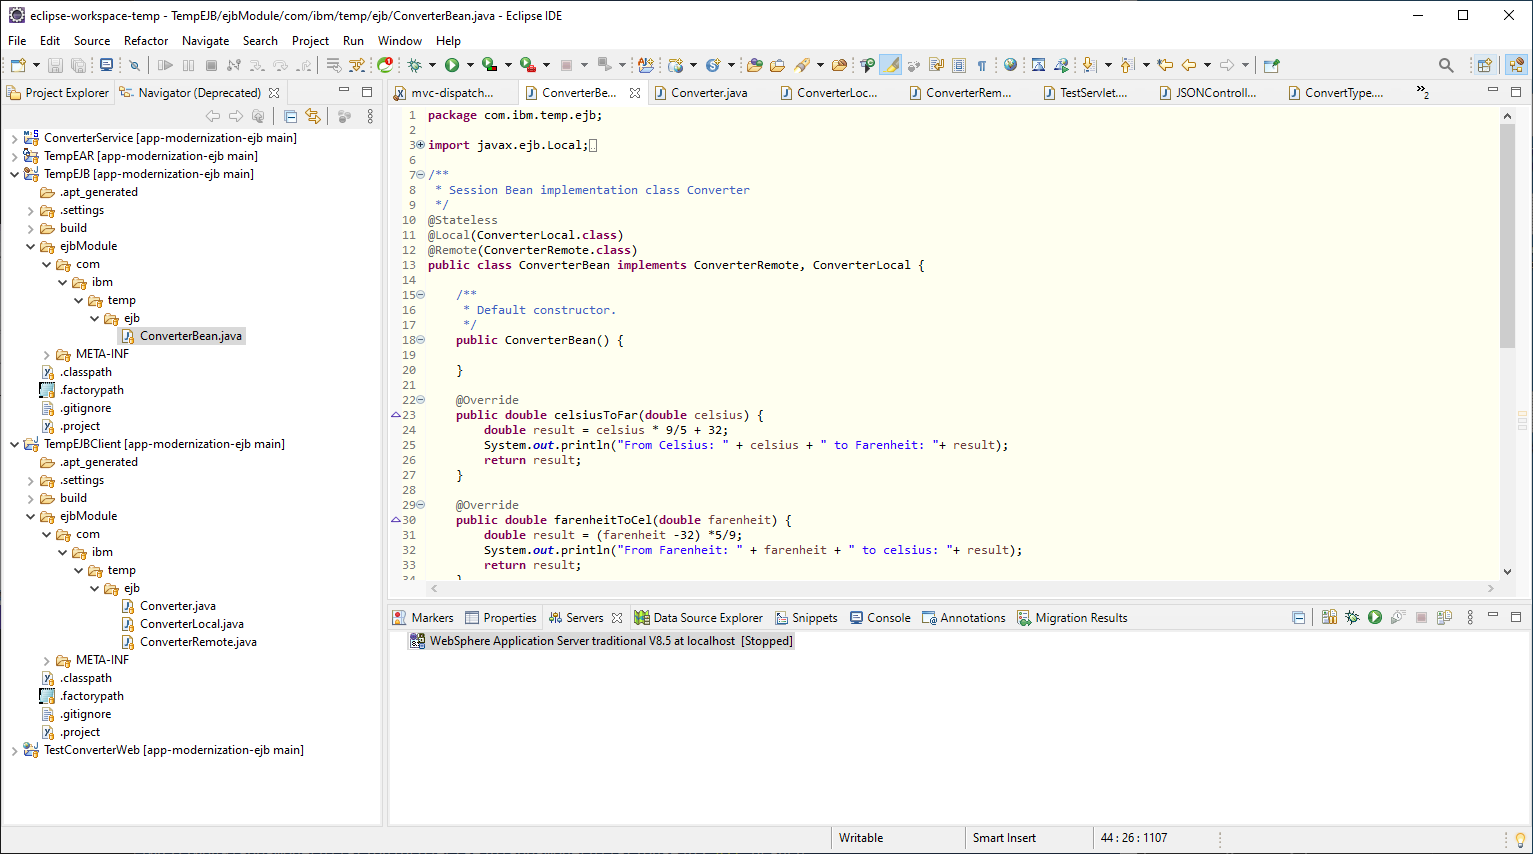 eclipse-workspace-temp - TempEJB/ejbModule/com/ibm/temp/ejb/ConverterBean.java - Eclipse IDE
File Edit Source Refactor Navigate Search Project Run Window Help
Project Explorer Navigator (Deprecated)
ConverterService [app-modernization-ejb main]
TempEAR [app-modernization-ejb main]
TempEJB [app-modernization-ejb main]
.apt_generated
.settings
build
ejbModule
com
ibm
temp
ejb
ConverterBean.java
META-INF
.classpath
.factorypath
.gitignore
.project
TempEJBClient [app-modernization-ejb main]
.apt_generated
.settings
build
ejbModule
com
ibm
temp
ejb
Converter.java
ConverterLocal.java
ConverterRemote.java
META-INF
.classpath
.factorypath
.gitignore
.project
TestConverterWeb [app-modernization-ejb main]
mvc-dispatch... ConverterBe... Converter.java ConverterLoc... ConverterRem... TestServlet.... JSONControll... ConvertType.... »2
1 package com.ibm.temp.ejb;
2
3 import javax.ejb.Local;
6
7 /**
8  * Session Bean implementation class Converter
9  */
10 @Stateless
11 @Local(ConverterLocal.class)
12 @Remote(ConverterRemote.class)
13 public class ConverterBean implements ConverterRemote, ConverterLocal {
14
15     /**
16      * Default constructor.
17      */
18     public ConverterBean() {
19
20     }
21
22     @Override
23     public double celsiusToFar(double celsius) {
24         double result = celsius * 9/5 + 32;
25         System.out.println("From Celsius: " + celsius + " to Farenheit: "+ result);
26         return result;
27     }
28
29     @Override
30     public double farenheitToCel(double farenheit) {
31         double result = (farenheit -32) *5/9;
32         System.out.println("From Farenheit: " + farenheit + " to celsius: "+ result);
33         return result;
34     }
Markers Properties Servers Data Source Explorer Snippets Console Annotations Migration Results
WebSphere Application Server traditional V8.5 at localhost [Stopped]
Writable Smart Insert 44 : 26 : 1107